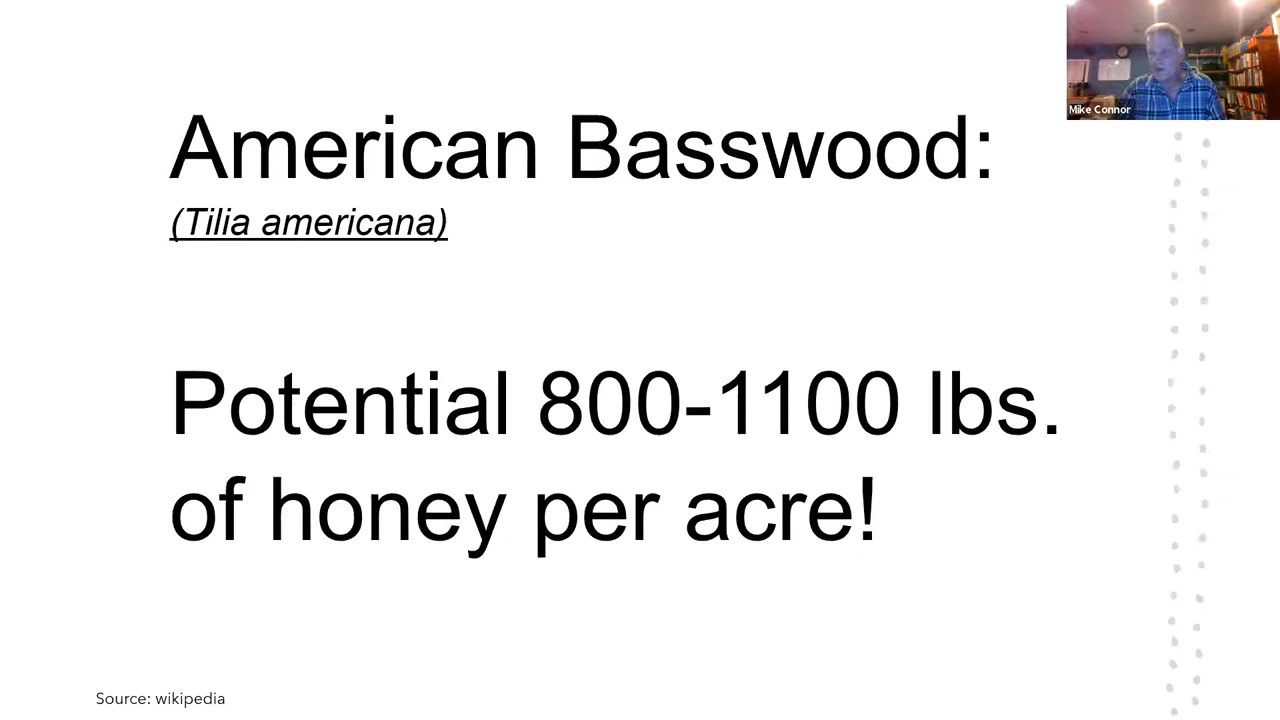 American Basswood:
(Tilia americana)
Potential 800-1100 lbs.
of honey per acre!
Source: wikipedia
Mike Connor